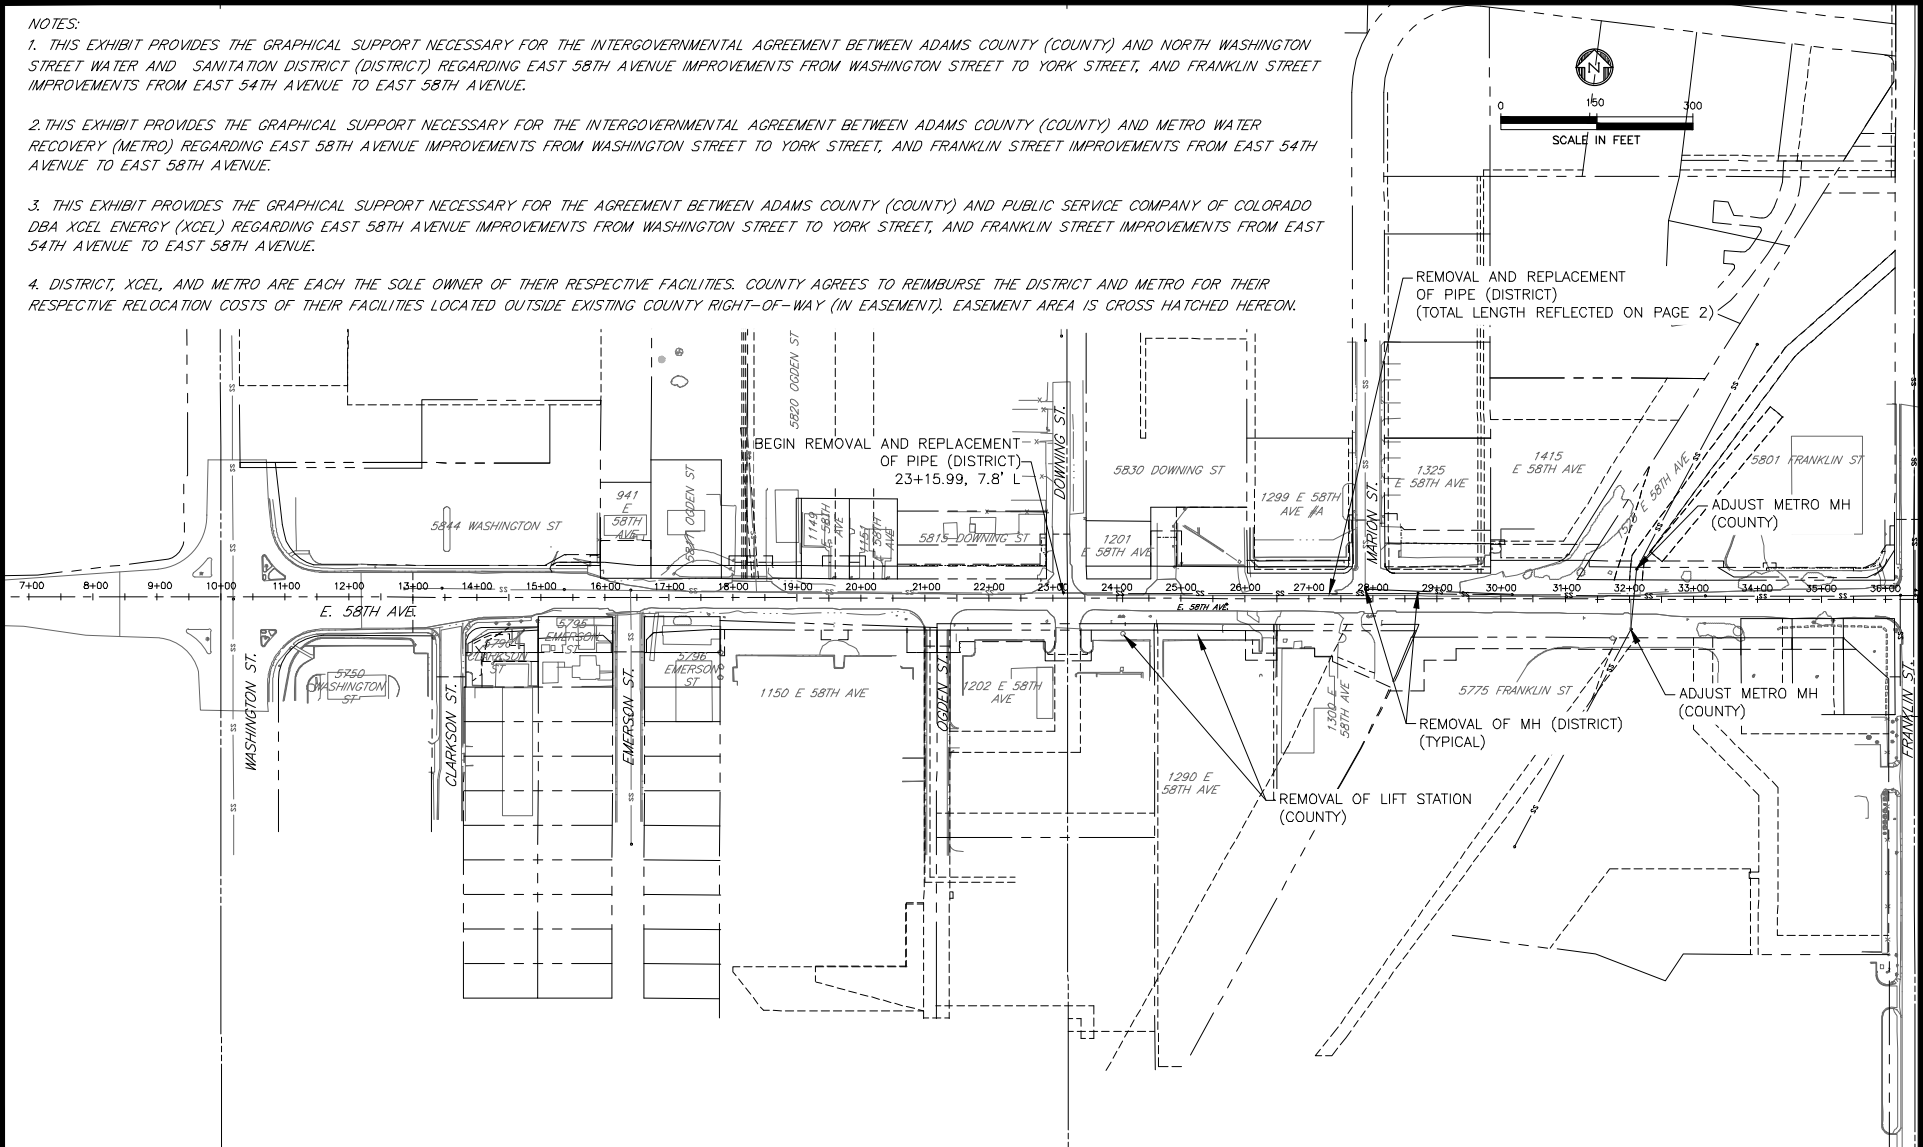 NOTES:
1. THIS EXHIBIT PROVIDES THE GRAPHICAL SUPPORT NECESSARY FOR THE INTERGOVERNMENTAL AGREEMENT BETWEEN ADAMS COUNTY (COUNTY) AND NORTH WASHINGTON
STREET WATER AND SANITATION DISTRICT (DISTRICT) REGARDING EAST 58TH AVENUE IMPROVEMENTS FROM WASHINGTON STREET TO YORK STREET, AND FRANKLIN STREET
IMPROVEMENTS FROM EAST 54TH AVENUE TO EAST 58TH AVENUE.
2. THIS EXHIBIT PROVIDES THE GRAPHICAL SUPPORT NECESSARY FOR THE INTERGOVERNMENTAL AGREEMENT BETWEEN ADAMS COUNTY (COUNTY) AND METRO WATER
RECOVERY (METRO) REGARDING EAST 58TH AVENUE IMPROVEMENTS FROM WASHINGTON STREET TO YORK STREET, AND FRANKLIN STREET IMPROVEMENTS FROM EAST 54TH
AVENUE TO EAST 58TH AVENUE.
3. THIS EXHIBIT PROVIDES THE GRAPHICAL SUPPORT NECESSARY FOR THE AGREEMENT BETWEEN ADAMS COUNTY (COUNTY) AND PUBLIC SERVICE COMPANY OF COLORADO
DBA XCEL ENERGY (XCEL) REGARDING EAST 58TH AVENUE IMPROVEMENTS FROM WASHINGTON STREET TO YORK STREET, AND FRANKLIN STREET IMPROVEMENTS FROM EAST
54TH AVENUE TO EAST 58TH AVENUE.
4. DISTRICT, XCEL, AND METRO ARE EACH THE SOLE OWNER OF THEIR RESPECTIVE FACILITIES. COUNTY AGREES TO REIMBURSE THE DISTRICT AND METRO FOR THEIR
RESPECTIVE RELOCATION COSTS OF THEIR FACILITIES LOCATED OUTSIDE EXISTING COUNTY RIGHT-OF-WAY (IN EASEMENT). EASEMENT AREA IS CROSS HATCHED HEREON.
N
0 150 300
SCALE IN FEET
REMOVAL AND REPLACEMENT
OF PIPE (DISTRICT)
(TOTAL LENGTH REFLECTED ON PAGE 2)
BEGIN REMOVAL AND REPLACEMENT
OF PIPE (DISTRICT)
23+15.99, 7.8' L
5820 OGDEN ST
DOWNING ST.
MARION ST.
5844 WASHINGTON ST
941
E
58TH
AVE
OGDEN ST
1149
E 58TH
AVE
1151
E 58TH
AVE
5815 DOWNING ST
5830 DOWNING ST
1201
E 58TH AVE
1299 E 58TH
AVE #A
1325
E 58TH AVE
1415
E 58TH AVE
58TH AVE
5801 FRANKLIN ST
ADJUST METRO MH
(COUNTY)
7+00 8+00 9+00 10+00 11+00 12+00 13+00 14+00 15+00 16+00 17+00 18+00 19+00 20+00 21+00 22+00 23+00 24+00 25+00 26+00 27+00 28+00 29+00 30+00 31+00 32+00 33+00 34+00 35+00 36+00
E. 58TH AVE.
E. 58TH AVE.
WASHINGTON ST.
5750
WASHINGTON
ST
CLARKSON ST.
CLARKSON
ST
5795
EMERSON
ST
EMERSON ST.
5796
EMERSON
ST
1150 E 58TH AVE
OGDEN ST.
1202 E 58TH
AVE
1290 E
58TH AVE
1300 E
58TH AVE
5775 FRANKLIN ST
ADJUST METRO MH
(COUNTY)
REMOVAL OF MH (DISTRICT)
(TYPICAL)
REMOVAL OF LIFT STATION
(COUNTY)
FRANKLIN ST.